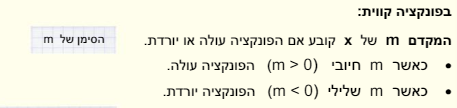 בפונקציה קווית:
המקדם m של x קובע אם הפונקציה עולה או יורדת.
הסימן של m
• כאשר m חיובי (m > 0) הפונקציה עולה.
• כאשר m שלילי (m < 0) הפונקציה יורדת.